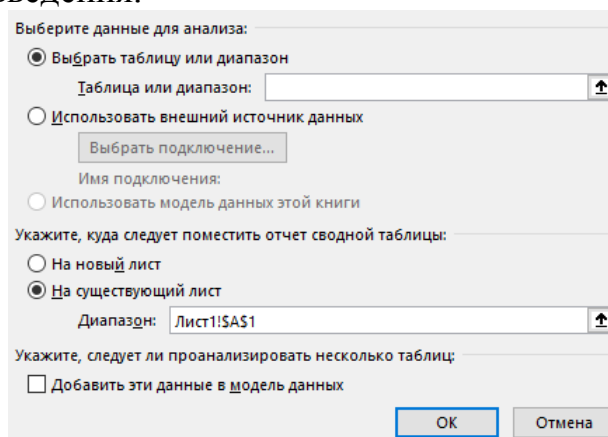 Выберите данные для анализа:
Выбрать таблицу или диапазон
Таблица или диапазон:
Использовать внешний источник данных
Выбрать подключение...
Имя подключения:
Использовать модель данных этой книги
Укажите, куда следует поместить отчет сводной таблицы:
На новый лист
На существующий лист
Диапазон: Лист1!$A$1
Укажите, следует ли проанализировать несколько таблиц:
Добавить эти данные в модель данных
ОК Отмена